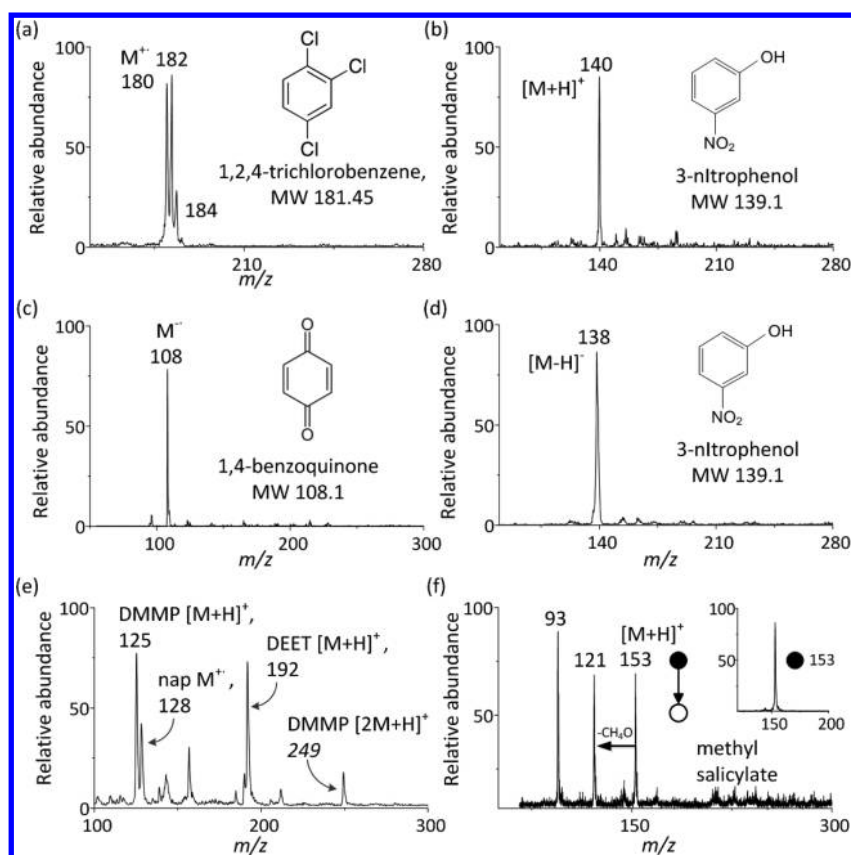 (a)
Relative abundance
100
50
0
M+·
180
182
184
Cl
Cl
Cl
1,2,4-trichlorobenzene,
MW 181.45
210
280
m/z
(b)
Relative abundance
100
50
0
140
[M+H]+
OH
NO2
3-nItrophenol
MW 139.1
140
210
280
m/z
(c)
Relative abundance
100
50
0
M-·
108
O
O
1,4-benzoquinone
MW 108.1
100
200
300
m/z
(d)
Relative abundance
100
50
0
138
[M-H]-
OH
NO2
3-nItrophenol
MW 139.1
140
210
280
m/z
(e)
Relative abundance
100
50
0
DMMP [M+H]+,
125
nap M+·,
128
DEET [M+H]+,
192
DMMP [2M+H]+
249
100
200
300
m/z
(f)
Relative abundance
100
50
0
93
121
[M+H]+
153
-CH4O
methyl
salicylate
100
50
0
153
150
200
150
300
m/z